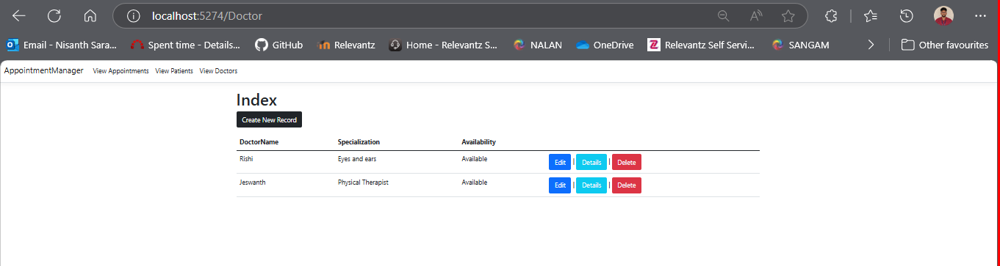 localhost:5274/Doctor
Email - Nisanth Sara... Spent time - Details... GitHub Relevantz Home - Relevantz S... NALAN OneDrive Relevantz Self Servi... SANGAM Other favourites
AppointmentManager View Appointments View Patients View Doctors
Index
Create New Record
DoctorName Specialization Availability
Rishi Eyes and ears Available Edit | Details | Delete
Jeswanth Physical Therapist Available Edit | Details | Delete